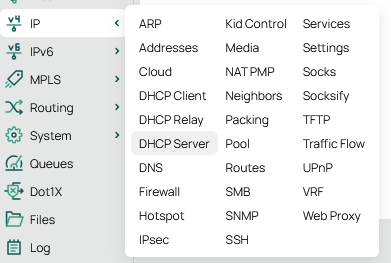 IP
IPv6
MPLS
Routing
System
Queues
Dot1X
Files
Log
ARP
Addresses
Cloud
DHCP Client
DHCP Relay
DHCP Server
DNS
Firewall
Hotspot
IPsec
Kid Control
Media
NAT PMP
Neighbors
Packing
Pool
Routes
SMB
SNMP
SSH
Services
Settings
Socks
Socksify
TFTP
Traffic Flow
UPnP
VRF
Web Proxy